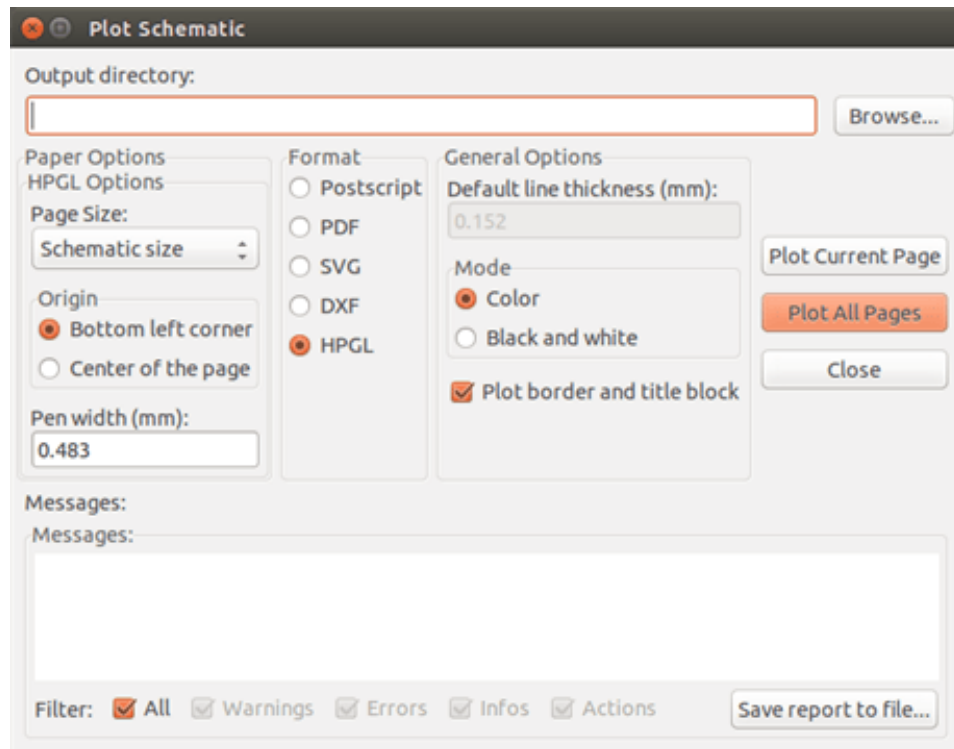 Plot Schematic
Output directory:
Browse...
Paper Options
HPGL Options
Page Size:
Schematic size
Origin
Bottom left corner
Center of the page
Pen width (mm):
0.483
Format
Postscript
PDF
SVG
DXF
HPGL
General Options
Default line thickness (mm):
0.152
Mode
Color
Black and white
Plot border and title block
Plot Current Page
Plot All Pages
Close
Messages:
Messages:
Filter: All Warnings Errors Infos Actions Save report to file...